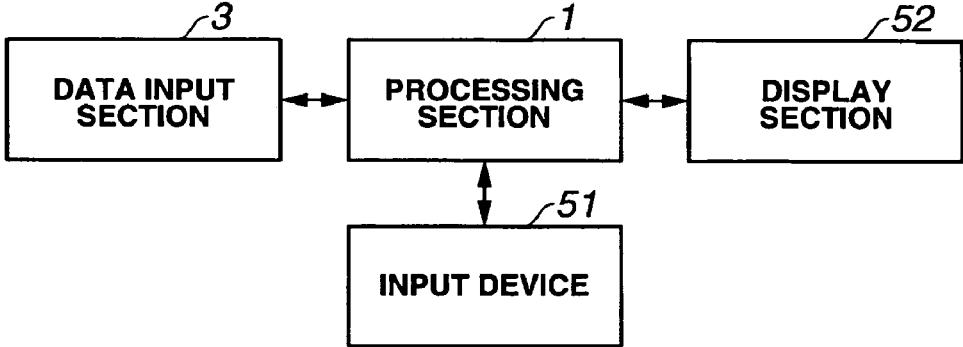 3
DATA INPUT
SECTION
1
PROCESSING
SECTION
52
DISPLAY
SECTION
51
INPUT DEVICE